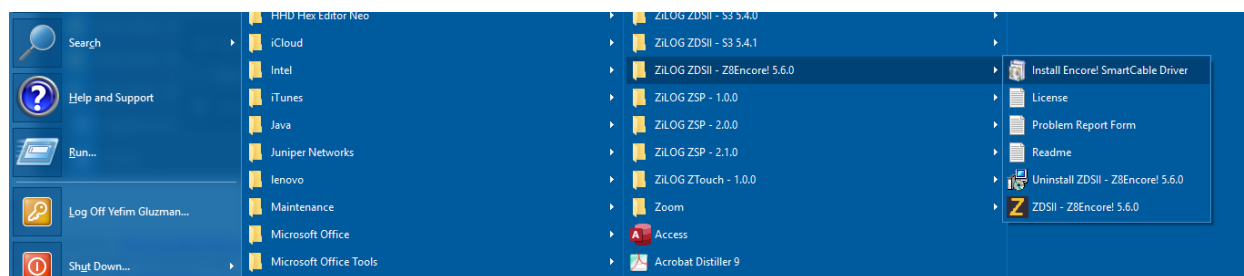 Search
Help and Support
Run...
Log Off Yefim Gluzman...
Shut Down...
HHD Hex Editor Neo
iCloud
Intel
iTunes
Java
Juniper Networks
lenovo
Maintenance
Microsoft Office
Microsoft Office Tools
ZiLOG ZDSII - S3 5.4.0
ZiLOG ZDSII - S3 5.4.1
ZiLOG ZDSII - Z8Encore! 5.6.0
ZiLOG ZSP - 1.0.0
ZiLOG ZSP - 2.0.0
ZiLOG ZSP - 2.1.0
ZiLOG ZTouch - 1.0.0
Zoom
Access
Acrobat Distiller 9
Install Encore! SmartCable Driver
License
Problem Report Form
Readme
Uninstall ZDSII - Z8Encore! 5.6.0
ZDSII - Z8Encore! 5.6.0